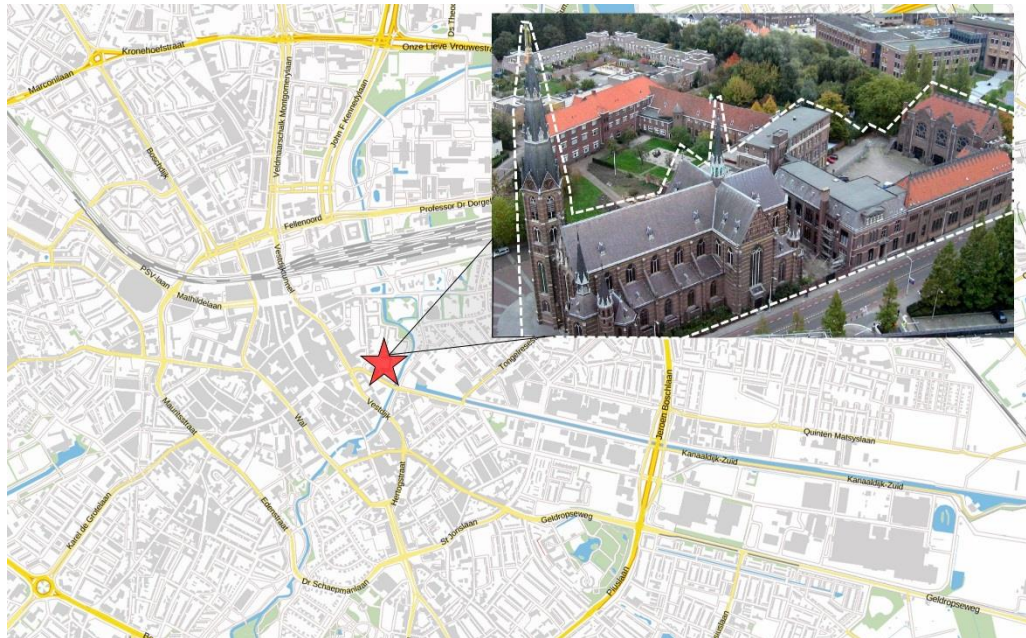 Kronehoefstraat
Onze Lieve Vrouwestr
Marconilaan
Veldmaarschalk Montgomerylaan
John F Kennedylaan
Boschdijk
Fellenoord
Professor Dr Dorgel
PSV-laan
Mathildelaan
Vestdijktunnel
Vestdijk
Wal
Mauritsstraat
Edenstraat
Karel de Grotelaan
Hertogstraat
St Jorislaan
Dr Schaepmanlaan
Geldropseweg
Piuslaan
Jeroen Boschlaan
Quinten Matsyslaan
Kanaaldijk-Zuid
Kanaaldijk-Zuid
Geldropseweg